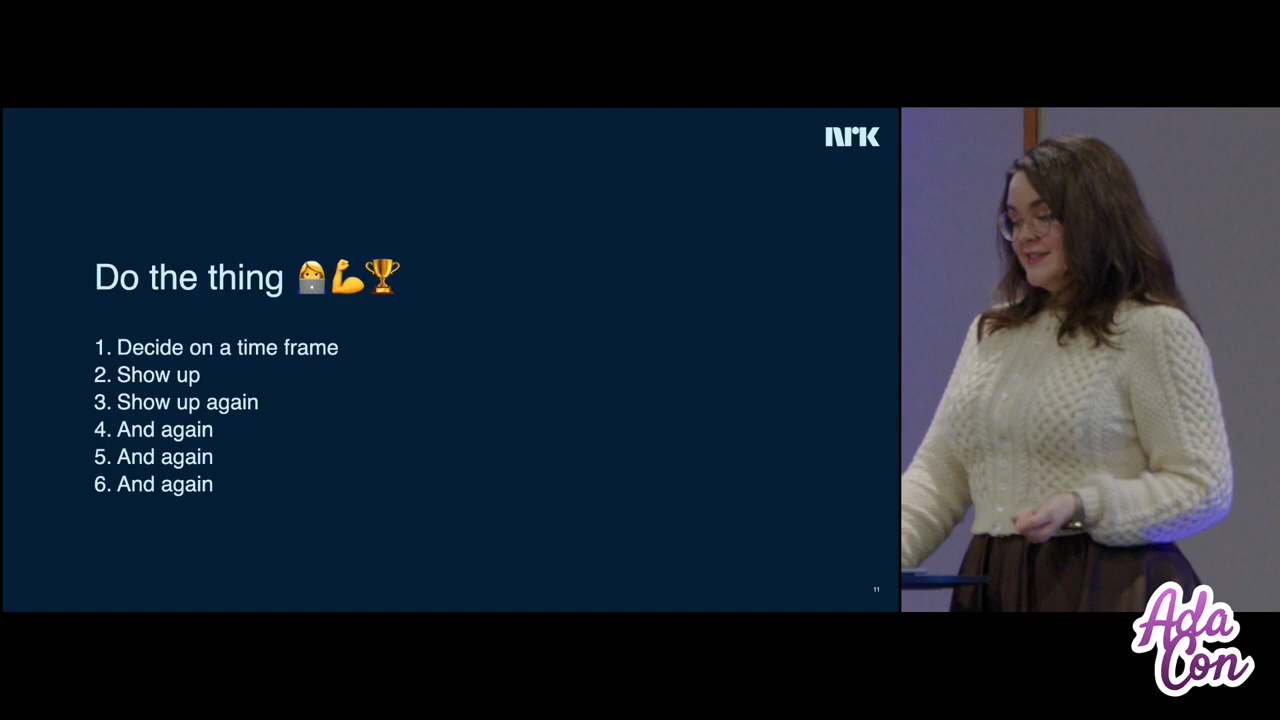 NRK
Do the thing 👩‍💻💪🏆
1. Decide on a time frame
2. Show up
3. Show up again
4. And again
5. And again
6. And again
11
Ada
Con